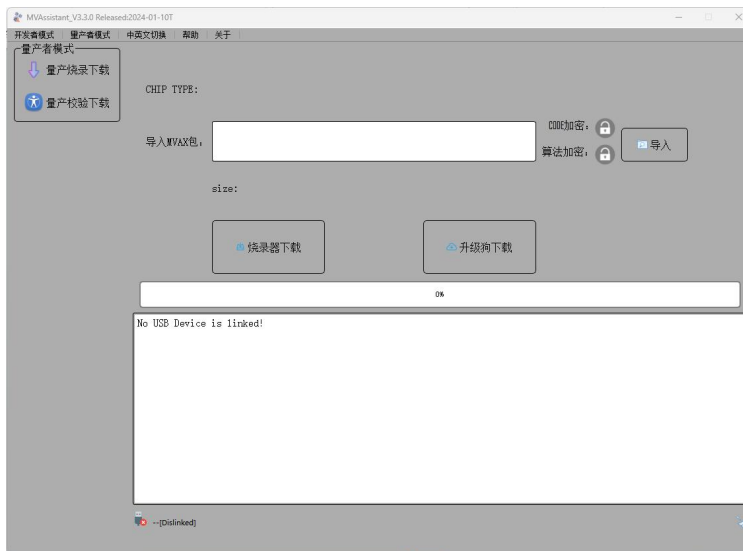 MVAssistant_V3.3.0 Released:2024-01-10T
开发者模式 量产者模式 中英文切换 帮助 关于
量产者模式
量产烧录下载
量产校验下载
CHIP TYPE:
导入MVAX包:
CODE加密:
算法加密:
导入
size:
烧录器下载
升级狗下载
0%
No USB Device is linked!
--[Dislinked]